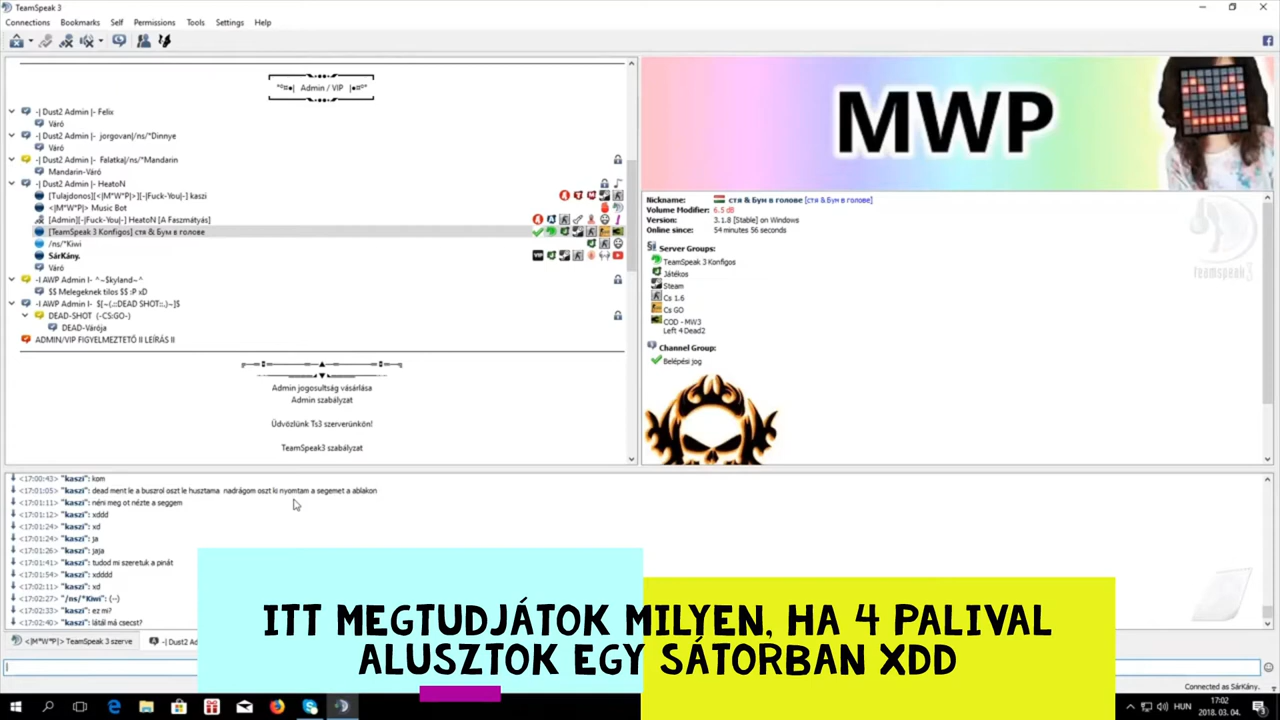 TeamSpeak 3
Connections Bookmarks Self Permissions Tools Settings Help
Admin / VIP
-| Dust2 Admin |- Felix
Váró
-| Dust2 Admin |- jorgovan|/ns/*Dinnye
Váró
-| Dust2 Admin |- Falatka|/ns/*Mandarin
Mandarin-Váró
-| Dust2 Admin |- HeatoN
[Tulajdonos][<|M*W*P|>][-|Fuck-You|-] kaszi
<|M*W*P|> Music Bot
[Admin][-|Fuck-You|-] HeatoN [A Faszmátyás]
[TeamSpeak 3 Konfigos] стя & Бум в голове
/ns/*Kiwi
SárKány.
Váró
-I AWP Admin I- ^~$kyland~^
$$ Melegeknek tilos $$ :P xD
-I AWP Admin I- $[~(.::DEAD SHOT::.)~]$
DEAD-SHOT (-CS:GO-)
DEAD-Várója
ADMIN/VIP FIGYELMEZTETŐ II LEÍRÁS II
Admin jogosultság vásárlása
Admin szabályzat
Üdvözlünk Ts3 szerverünkön!
TeamSpeak3 szabályzat
MWP
Nickname: стя & Бум в голове [стя & Бум в голове]
Volume Modifier: 6.5 dB
Version: 3.1.8 [Stable] on Windows
Online since: 54 minutes 56 seconds
Server Groups:
TeamSpeak 3 Konfigos
Játékos
Steam
Cs 1.6
Cs GO
COD - MW3
Left 4 Dead2
Channel Group:
Belépési jog
teamspeak3
<17:00:43> "kaszi": kom
<17:01:05> "kaszi": dead ment le a buszrol oszt le husztama nadrágom oszt ki nyomtam a segemet a ablakon
<17:01:11> "kaszi": néni meg ot nézte a seggem
<17:01:12> "kaszi": xddd
<17:01:24> "kaszi": xd
<17:01:24> "kaszi": ja
<17:01:26> "kaszi": jaja
<17:01:41> "kaszi": tudod mi szeretuk a pinát
<17:01:54> "kaszi": xdddd
<17:02:11> "kaszi": xd
<17:02:27> "/ns/*Kiwi": (--)
<17:02:33> "kaszi": ez mi?
<17:02:40> "kaszi": látál má csecst?
<|M*W*P|> TeamSpeak 3 szerve -| Dust2 Ad
ITT MEGTUDJÁTOK MILYEN, HA 4 PALIVAL
ALUSZTOK EGY SÁTORBAN XDD
Connected as SárKány.
HUN
17:02
2018. 03. 04.
3